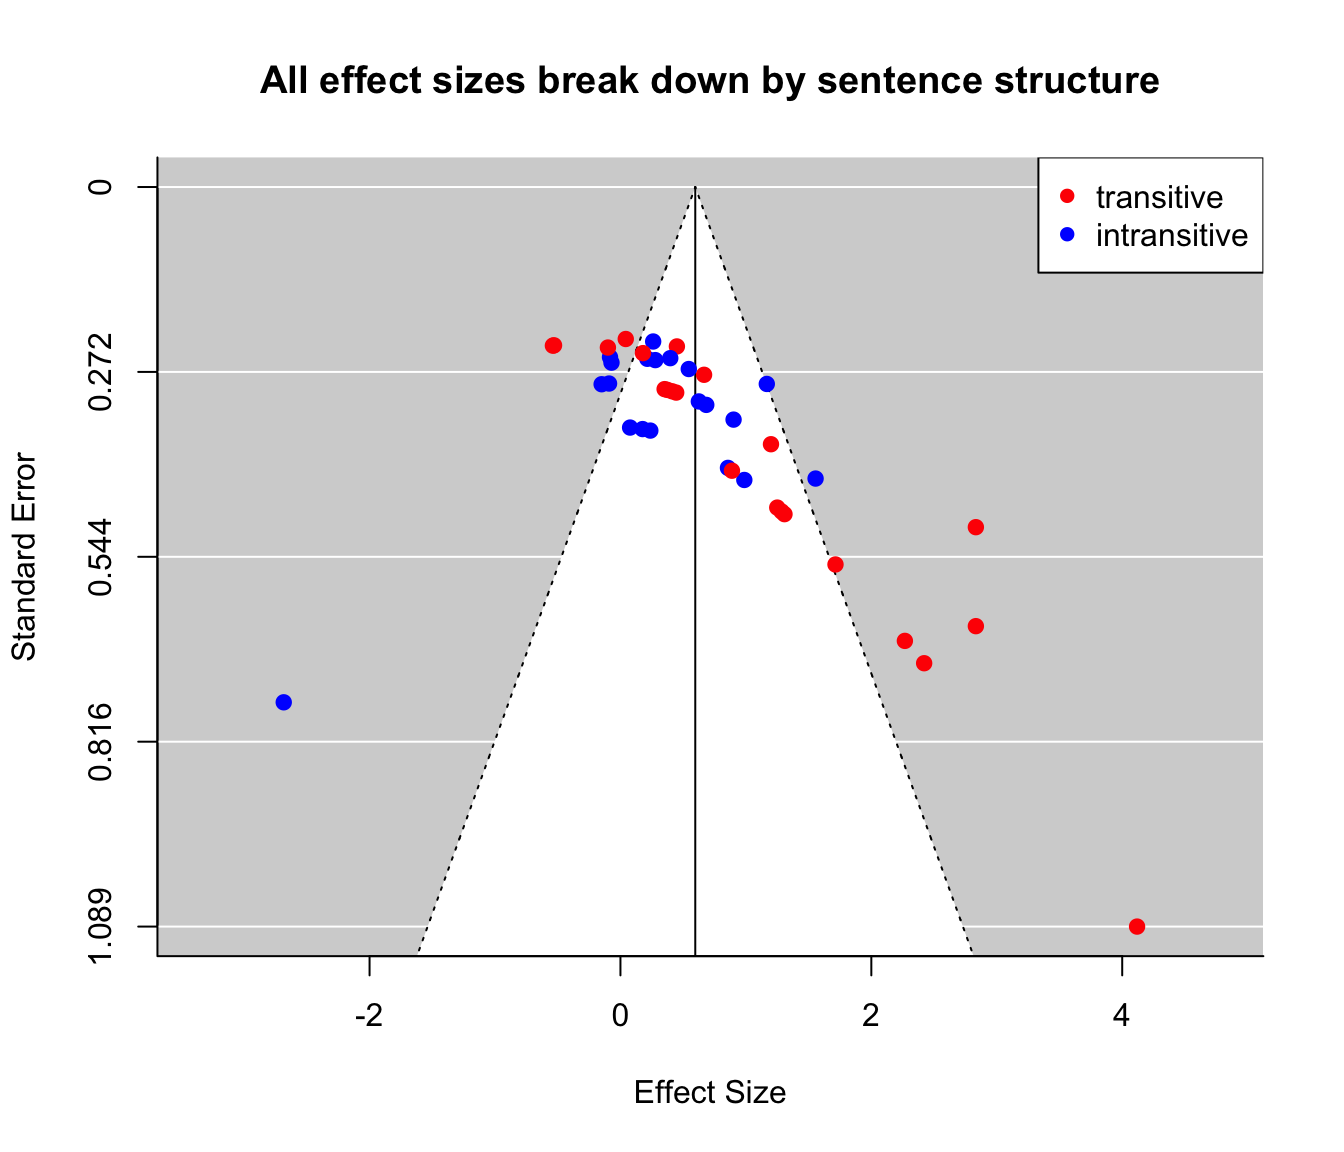 All effect sizes break down by sentence structure
transitive
intransitive
Standard Error
0
0.272
0.544
0.816
1.089
-2
0
2
4
Effect Size